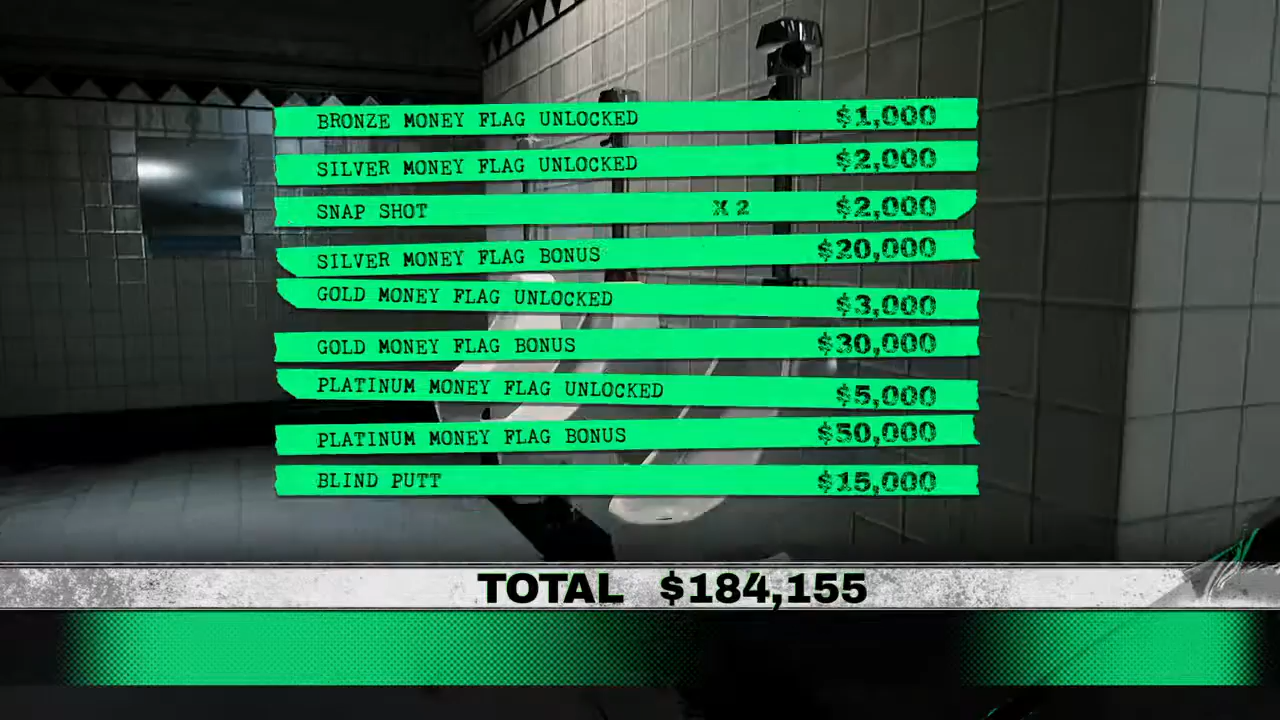 BRONZE MONEY FLAG UNLOCKED $1,000
SILVER MONEY FLAG UNLOCKED $2,000
SNAP SHOT X 2 $2,000
SILVER MONEY FLAG BONUS $20,000
GOLD MONEY FLAG UNLOCKED $3,000
GOLD MONEY FLAG BONUS $30,000
PLATINUM MONEY FLAG UNLOCKED $5,000
PLATINUM MONEY FLAG BONUS $50,000
BLIND PUTT $15,000
TOTAL $184,155